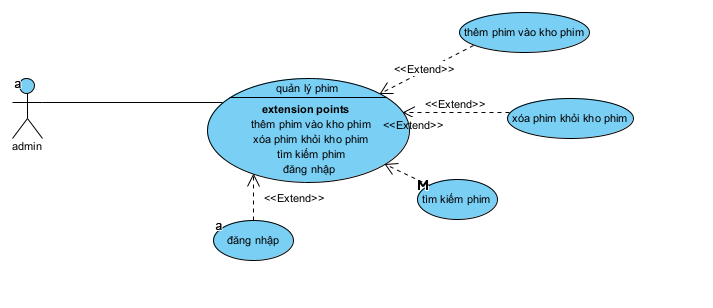 thêm phim vào kho phim
<<Extend>>
a
quản lý phim
extension points
thêm phim vào kho phim
xóa phim khỏi kho phim
tìm kiếm phim
đăng nhập
<<Extend>>
<<Extend>>
xóa phim khỏi kho phim
admin
M
tìm kiếm phim
<<Extend>>
a
đăng nhập